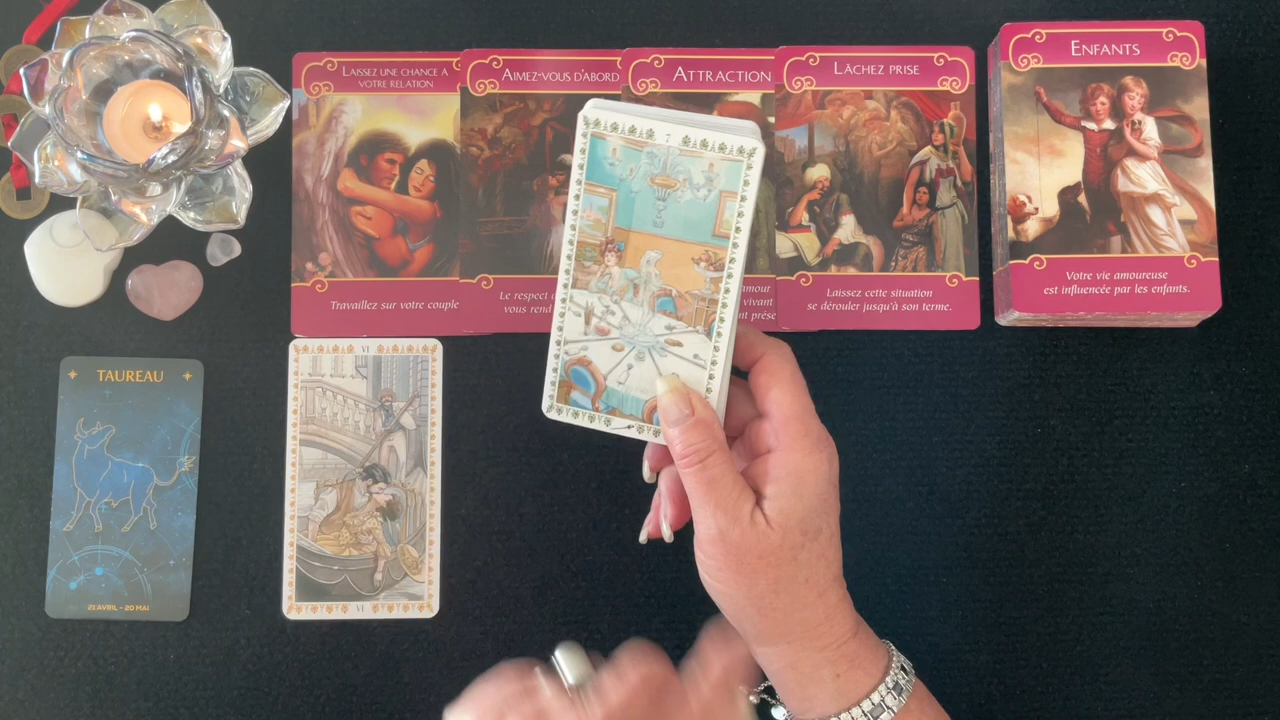 LAISSEZ UNE CHANCE A
VOTRE RELATION
Travaillez sur votre couple
AIMEZ-VOUS D'ABORD
Le respect
vous rend
ATTRACTION
amour
vivant
LÂCHEZ PRISE
Laissez cette situation
se dérouler jusqu'à son terme.
ENFANTS
Votre vie amoureuse
est influencée par les enfants.
7
TAUREAU
21 AVRIL - 20 MAI
VI
VI